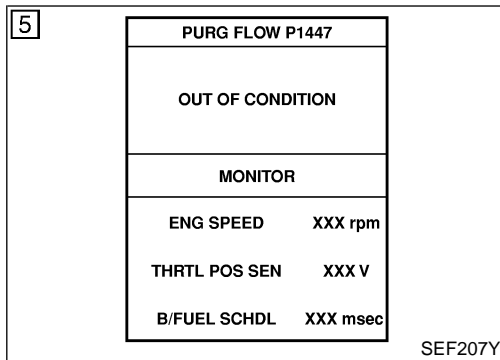 5
PURG FLOW P1447
OUT OF CONDITION
MONITOR
ENG SPEED XXX rpm
THRTL POS SEN XXX V
B/FUEL SCHDL XXX msec
SEF207Y